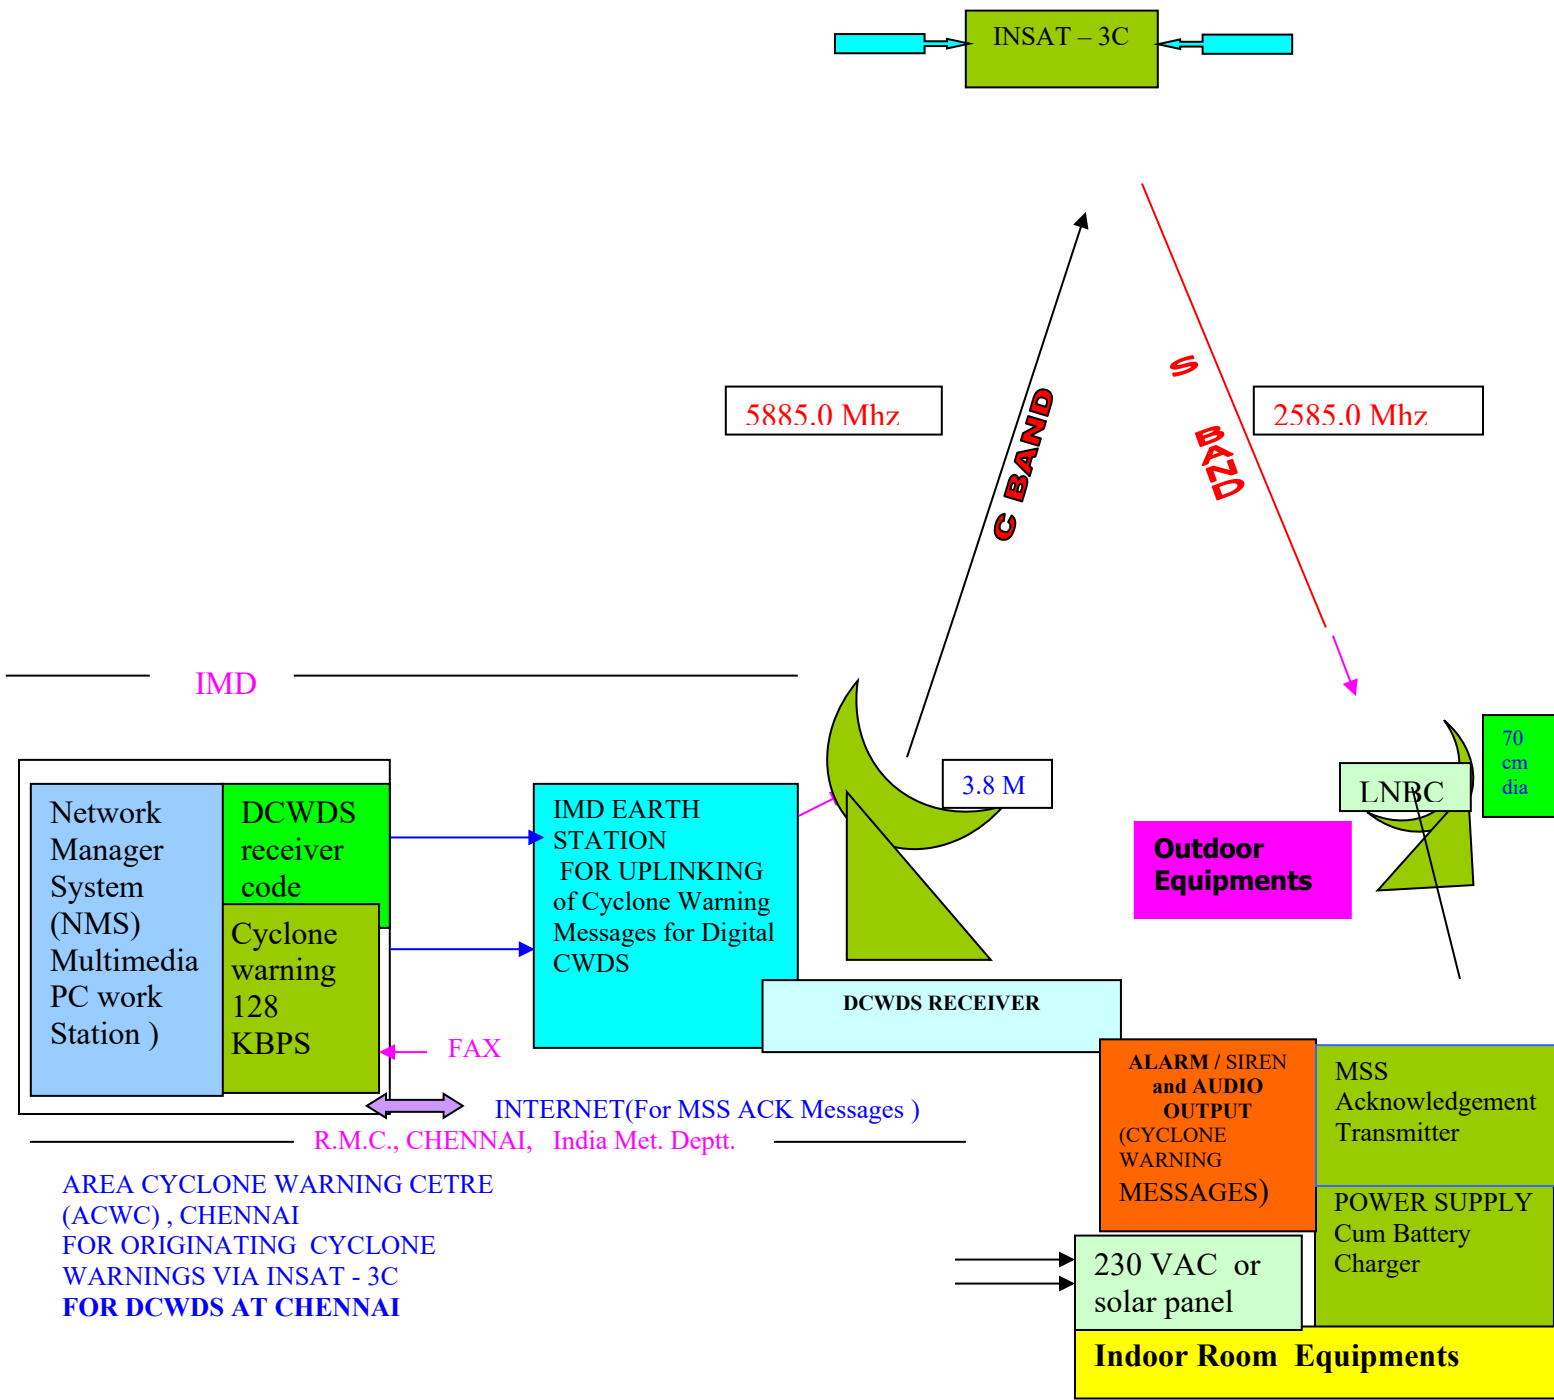 INSAT – 3C
5885.0 Mhz
C BAND
S BAND
2585.0 Mhz
IMD
3.8 M
70
cm
dia
LNBC
Network
Manager
System
(NMS)
Multimedia
PC work
Station )
DCWDS
receiver
code
Cyclone
warning
128
KBPS
IMD EARTH
STATION
FOR UPLINKING
of Cyclone Warning
Messages for Digital
CWDS
Outdoor
Equipments
DCWDS RECEIVER
FAX
INTERNET(For MSS ACK Messages )
R.M.C., CHENNAI, India Met. Deptt.
AREA CYCLONE WARNING CETRE
(ACWC) , CHENNAI
FOR ORIGINATING CYCLONE
WARNINGS VIA INSAT - 3C
FOR DCWDS AT CHENNAI
ALARM / SIREN
and AUDIO
OUTPUT
(CYCLONE
WARNING
MESSAGES)
MSS
Acknowledgement
Transmitter
POWER SUPPLY
Cum Battery
Charger
230 VAC or
solar panel
Indoor Room Equipments